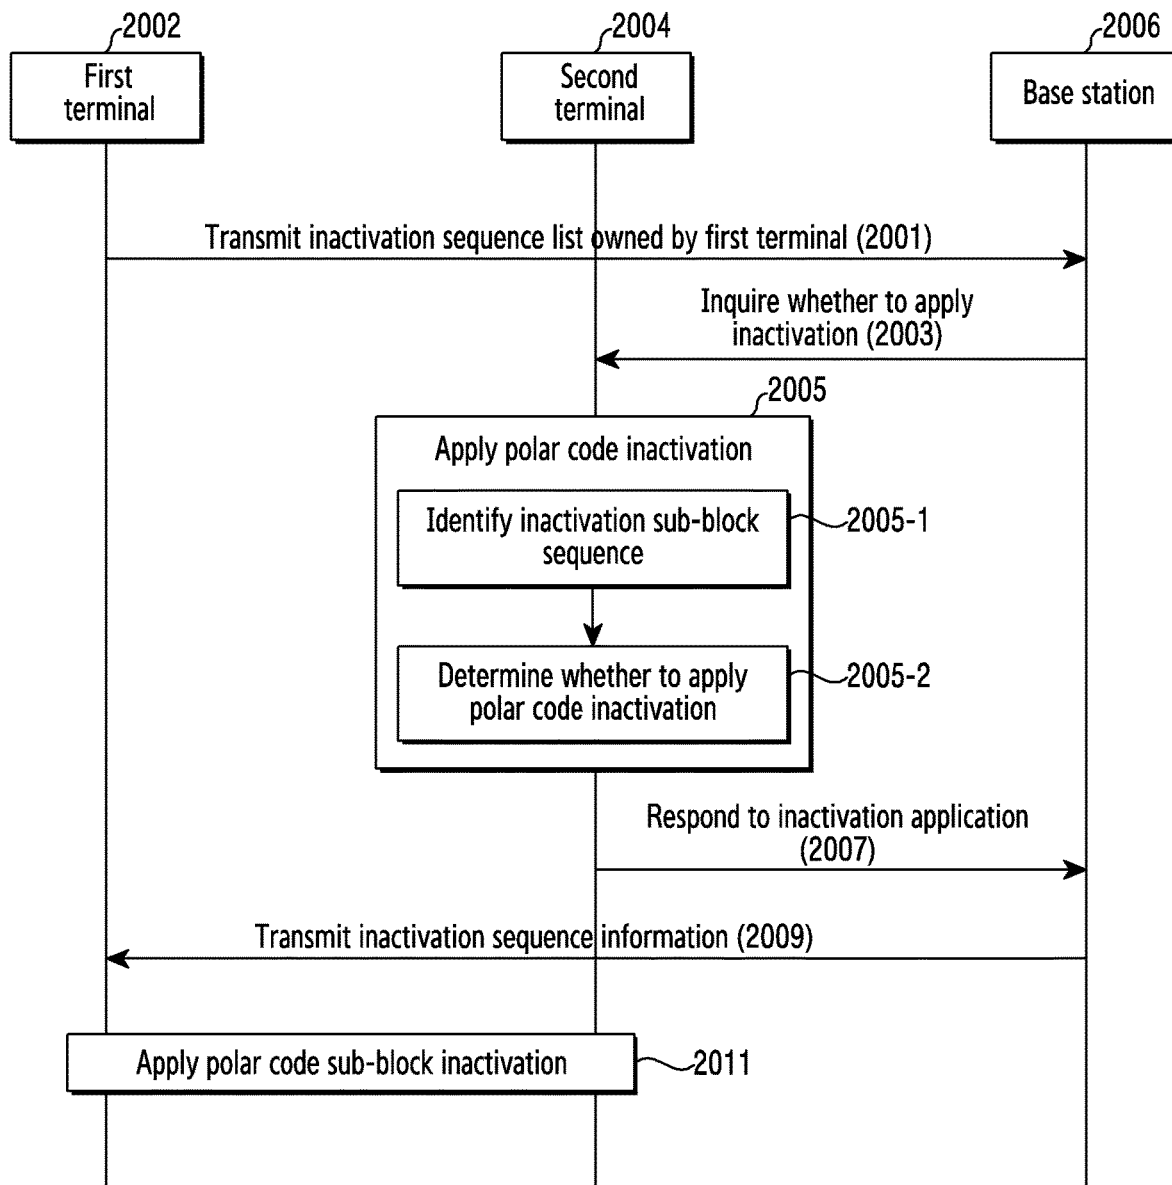 2002
2004
2006
First
terminal
Second
terminal
Base station
Transmit inactivation sequence list owned by first terminal (2001)
Inquire whether to apply
inactivation (2003)
2005
Apply polar code inactivation
Identify inactivation sub-block
sequence
2005-1
Determine whether to apply
polar code inactivation
2005-2
Respond to inactivation application
(2007)
Transmit inactivation sequence information (2009)
Apply polar code sub-block inactivation
2011